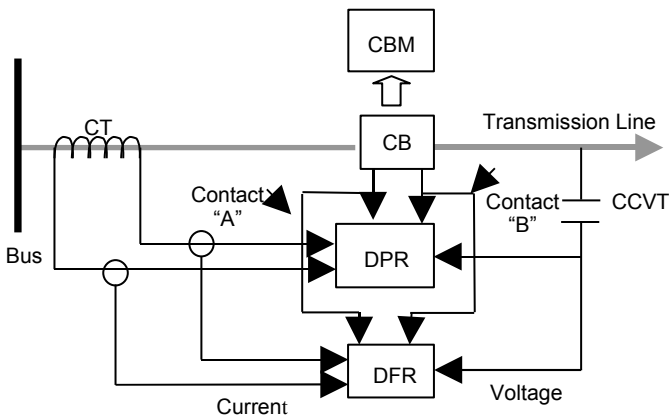 CBM
CT
CB
Transmission Line
Contact
“A”
Contact
“B”
CCVT
Bus
DPR
DFR
Current
Voltage